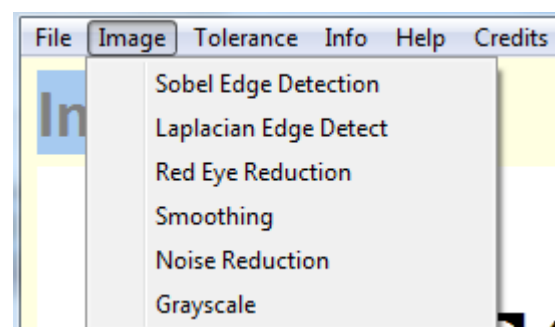 File Image Tolerance Info Help Credits
Sobel Edge Detection
In
Laplacian Edge Detect
Red Eye Reduction
Smoothing
Noise Reduction
Grayscale